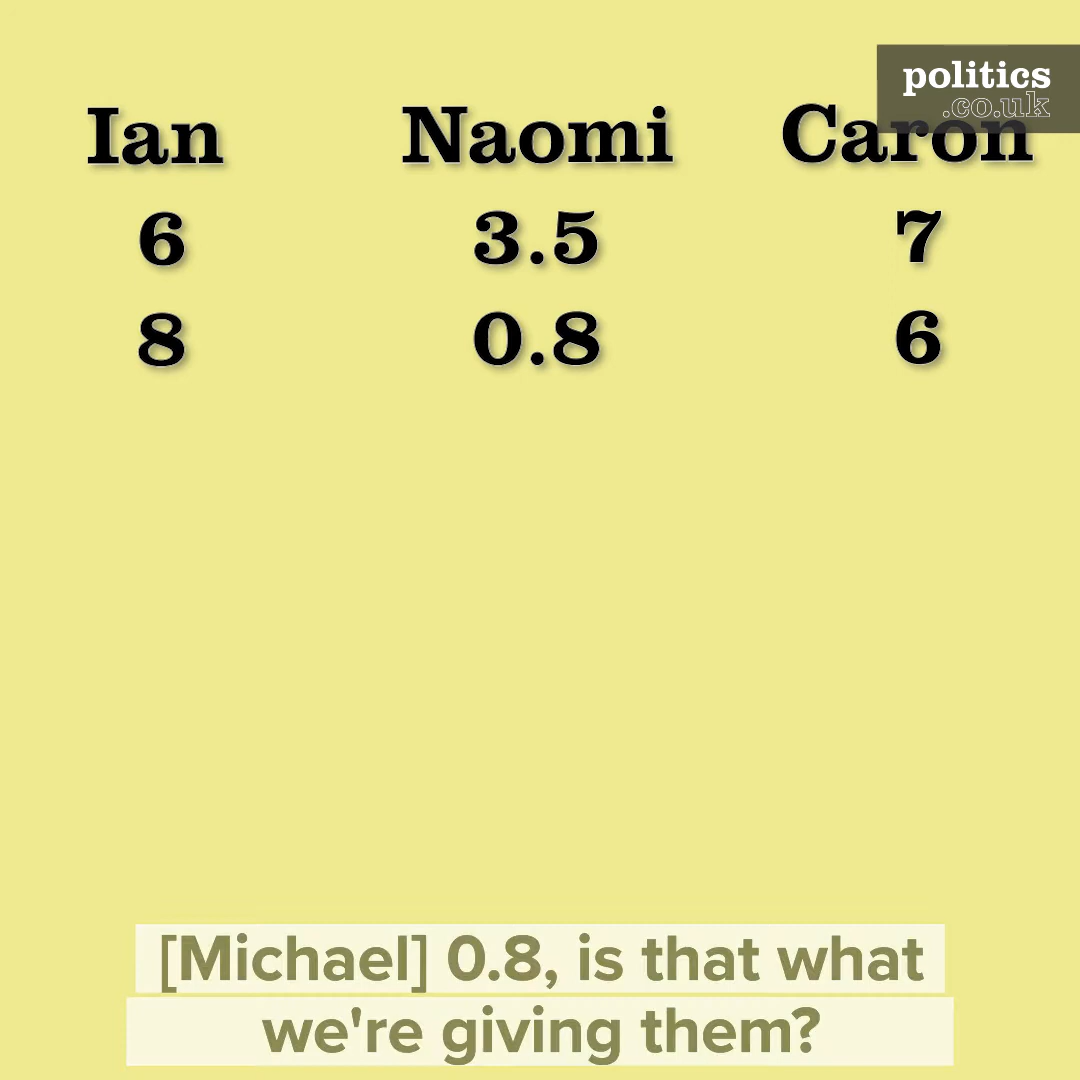 politics
.co.uk
Ian Naomi Caron
6 3.5 7
8 0.8 6
[Michael] 0.8, is that what
we're giving them?